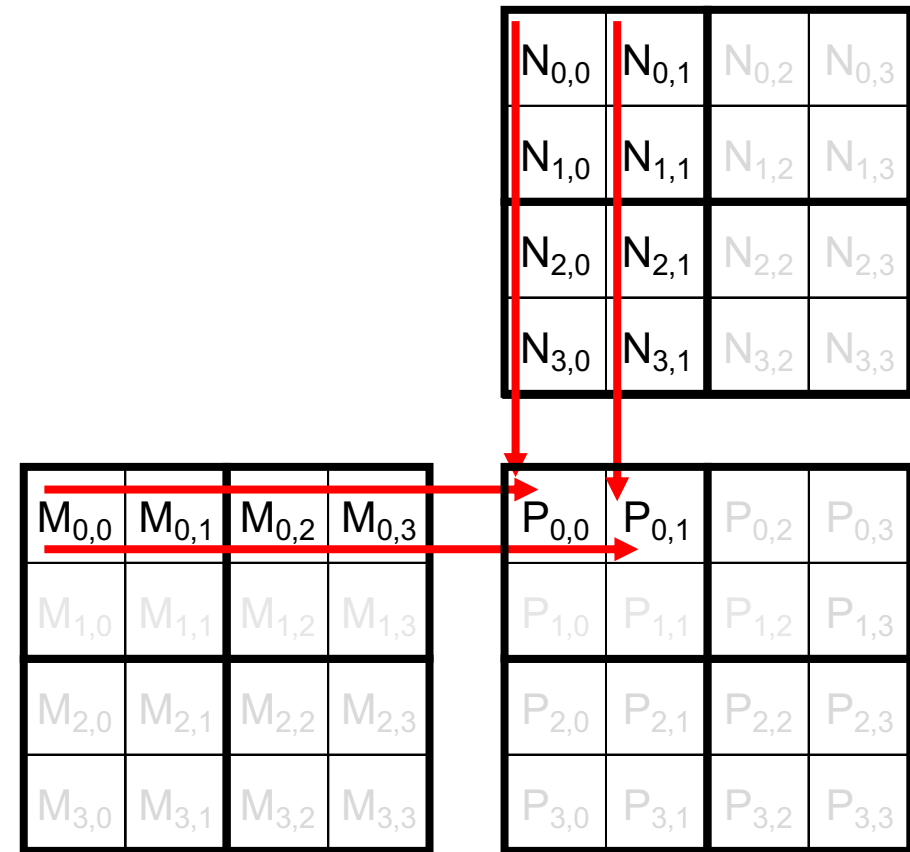 N0,0 N0,1 N0,2 N0,3
N1,0 N1,1 N1,2 N1,3
N2,0 N2,1 N2,2 N2,3
N3,0 N3,1 N3,2 N3,3
M0,0 M0,1 M0,2 M0,3 P0,0 P0,1 P0,2 P0,3
M1,0 M1,1 M1,2 M1,3 P1,0 P1,1 P1,2 P1,3
M2,0 M2,1 M2,2 M2,3 P2,0 P2,1 P2,2 P2,3
M3,0 M3,1 M3,2 M3,3 P3,0 P3,1 P3,2 P3,3